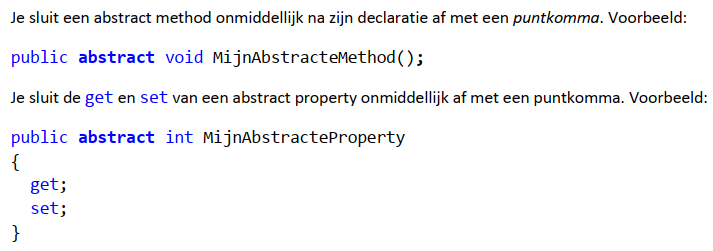 Je sluit een abstract method onmiddellijk na zijn declaratie af met een puntkomma. Voorbeeld:
public abstract void MijnAbstracteMethod();
Je sluit de get en set van een abstract property onmiddellijk af met een puntkomma. Voorbeeld:
public abstract int MijnAbstracteProperty
{
  get;
  set;
}